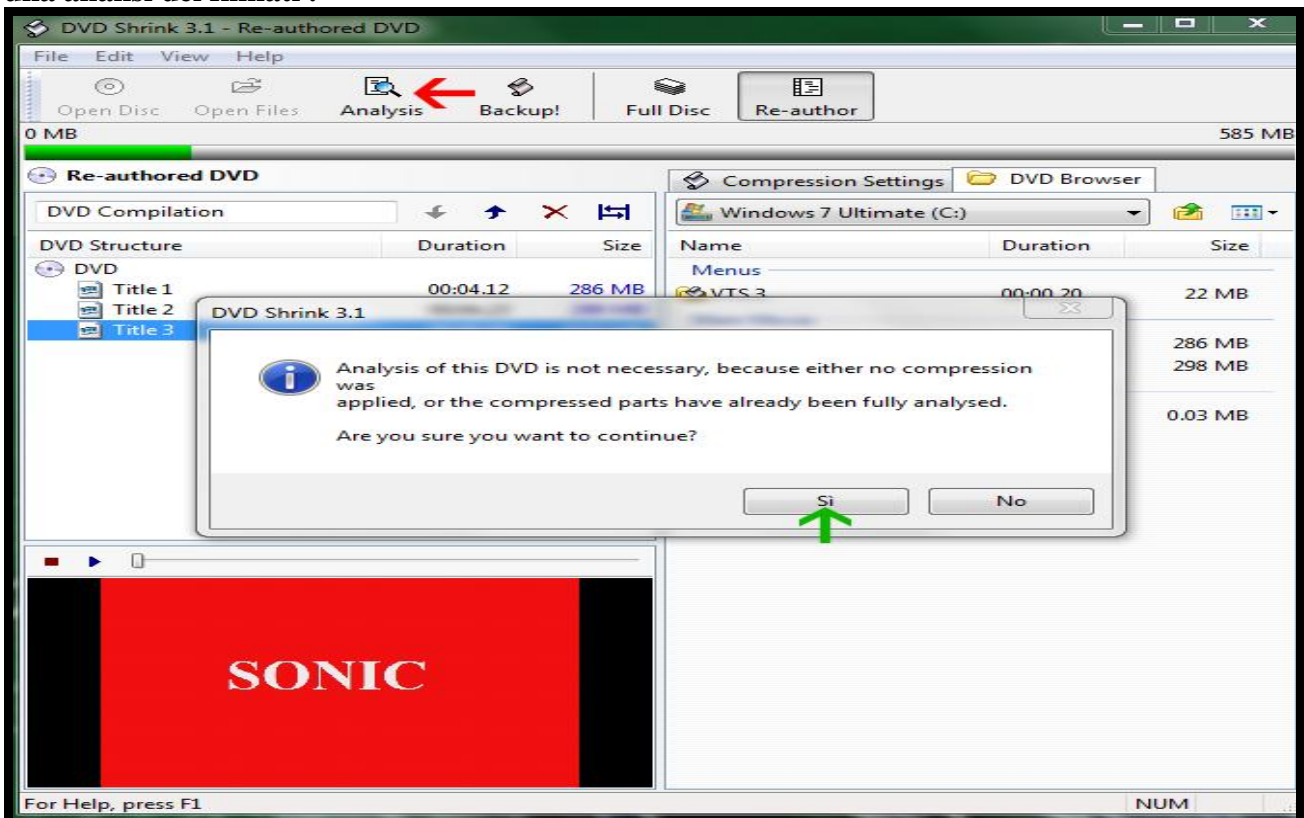 DVD Shrink 3.1 - Re-authored DVD
File Edit View Help
Open Disc Open Files Analysis Backup! Full Disc Re-author
0 MB 585 MB
Re-authored DVD
Compression Settings DVD Browser
DVD Compilation
Windows 7 Ultimate (C:)
DVD Structure Duration Size
Name Duration Size
DVD
Menus
Title 1 00:04.12 286 MB
VTS 3 00:00.20 22 MB
Title 2
DVD Shrink 3.1
Title 3
286 MB
298 MB
Analysis of this DVD is not necessary, because either no compression
was
applied, or the compressed parts have already been fully analysed.
0.03 MB
Are you sure you want to continue?
Sì No
SONIC
For Help, press F1 NUM